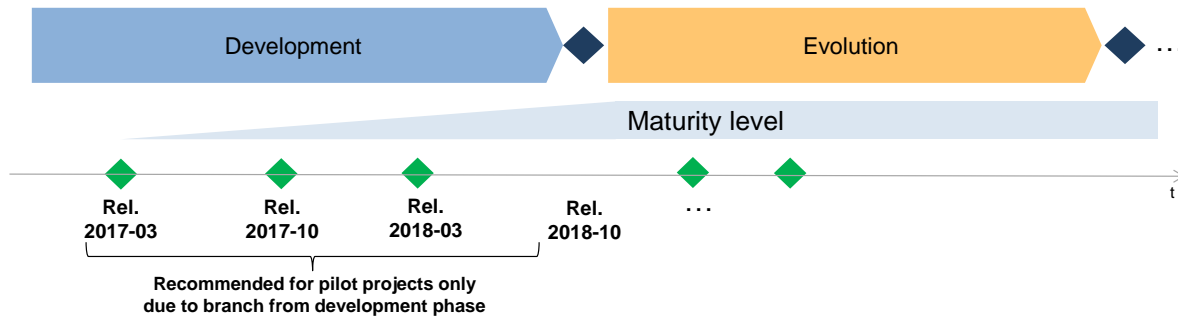 Development
Evolution
...
Maturity level
t
Rel.
2017-03
Rel.
2017-10
Rel.
2018-03
Rel.
2018-10
...
Recommended for pilot projects only
due to branch from development phase